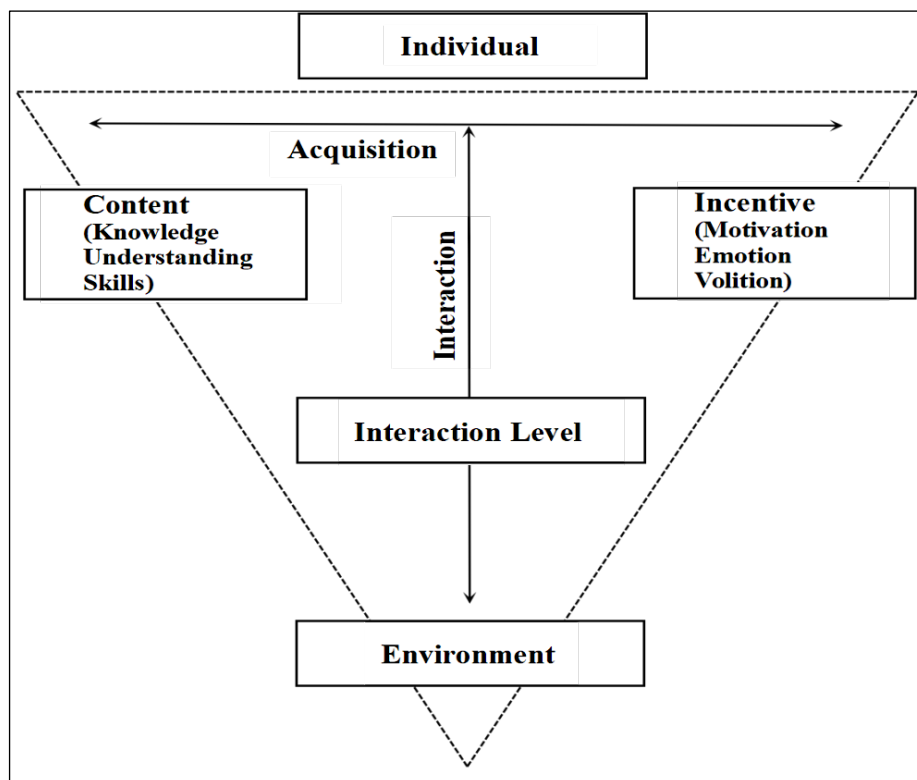 Individual
Acquisition
Content
(Knowledge
Understanding
Skills)
Incentive
(Motivation
Emotion
Volition)
Interaction
Interaction Level
Environment